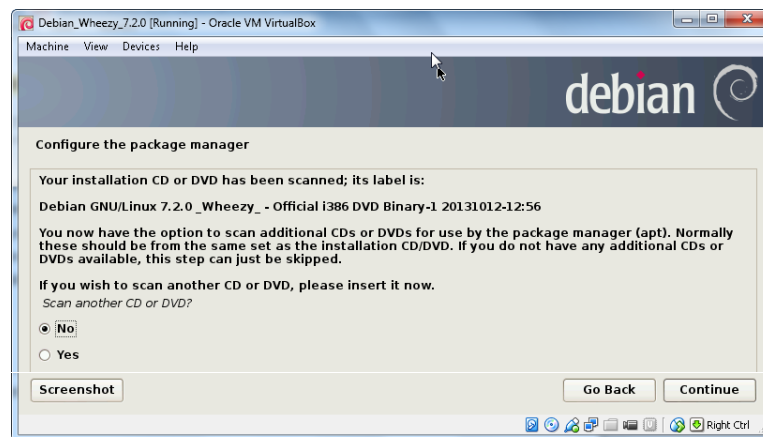 Debian_Wheezy_7.2.0 [Running] - Oracle VM VirtualBox
Machine View Devices Help
debian
Configure the package manager
Your installation CD or DVD has been scanned; its label is:
Debian GNU/Linux 7.2.0 _Wheezy_ - Official i386 DVD Binary-1 20131012-12:56
You now have the option to scan additional CDs or DVDs for use by the package manager (apt). Normally
these should be from the same set as the installation CD/DVD. If you do not have any additional CDs or
DVDs available, this step can just be skipped.
If you wish to scan another CD or DVD, please insert it now.
Scan another CD or DVD?
No
Yes
Screenshot Go Back Continue
Right Ctrl